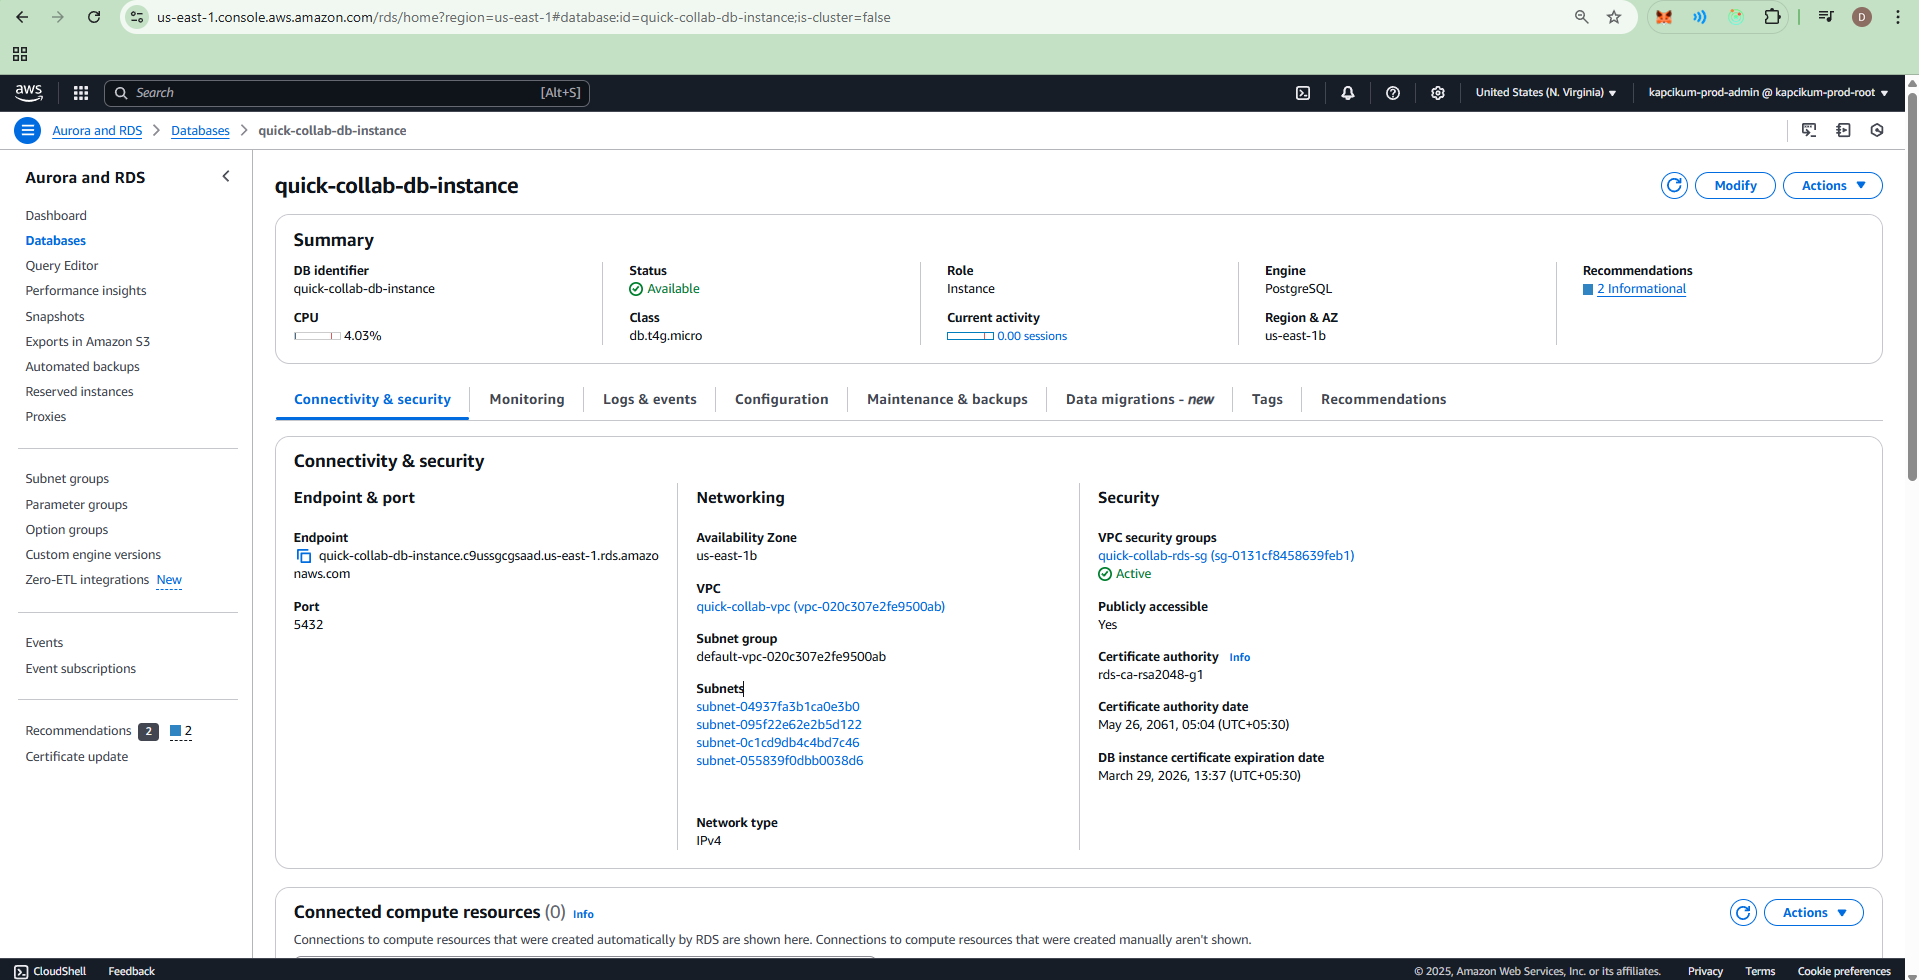 us-east-1.console.aws.amazon.com/rds/home?region=us-east-1#database:id=quick-collab-db-instance;is-cluster=false
D
aws
Search
[Alt+S]
United States (N. Virginia)
kapcikum-prod-admin @ kapcikum-prod-root
Aurora and RDS
Databases
quick-collab-db-instance
Aurora and RDS
Dashboard
Databases
Query Editor
Performance insights
Snapshots
Exports in Amazon S3
Automated backups
Reserved instances
Proxies
Subnet groups
Parameter groups
Option groups
Custom engine versions
Zero-ETL integrations New
Events
Event subscriptions
Recommendations 2 2
Certificate update
quick-collab-db-instance
Modify
Actions
Summary
DB identifier
quick-collab-db-instance
CPU
4.03%
Status
Available
Class
db.t4g.micro
Role
Instance
Current activity
0.00 sessions
Engine
PostgreSQL
Region & AZ
us-east-1b
Recommendations
2 Informational
Connectivity & security
Monitoring
Logs & events
Configuration
Maintenance & backups
Data migrations - new
Tags
Recommendations
Connectivity & security
Endpoint & port
Endpoint
quick-collab-db-instance.c9ussgcgsaad.us-east-1.rds.amazo
naws.com
Port
5432
Networking
Availability Zone
us-east-1b
VPC
quick-collab-vpc (vpc-020c307e2fe9500ab)
Subnet group
default-vpc-020c307e2fe9500ab
Subnets
subnet-04937fa3b1ca0e3b0
subnet-095f22e62e2b5d122
subnet-0c1cd9db4c4bd7c46
subnet-055839f0dbb0038d6
Network type
IPv4
Security
VPC security groups
quick-collab-rds-sg (sg-0131cf8458639feb1)
Active
Publicly accessible
Yes
Certificate authority Info
rds-ca-rsa2048-g1
Certificate authority date
May 26, 2061, 05:04 (UTC+05:30)
DB instance certificate expiration date
March 29, 2026, 13:37 (UTC+05:30)
Connected compute resources (0) Info
Actions
Connections to compute resources that were created automatically by RDS are shown here. Connections to compute resources that were created manually aren't shown.
CloudShell
Feedback
© 2025, Amazon Web Services, Inc. or its affiliates.
Privacy
Terms
Cookie preferences